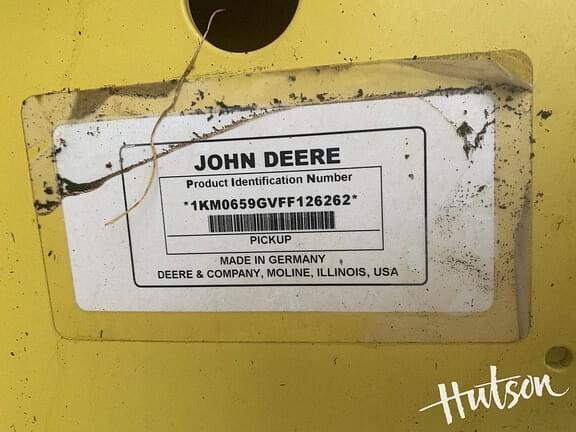 JOHN DEERE
Product Identification Number
*1KM0659GVFF126262*
PICKUP
MADE IN GERMANY
DEERE & COMPANY, MOLINE, ILLINOIS, USA
Hutson